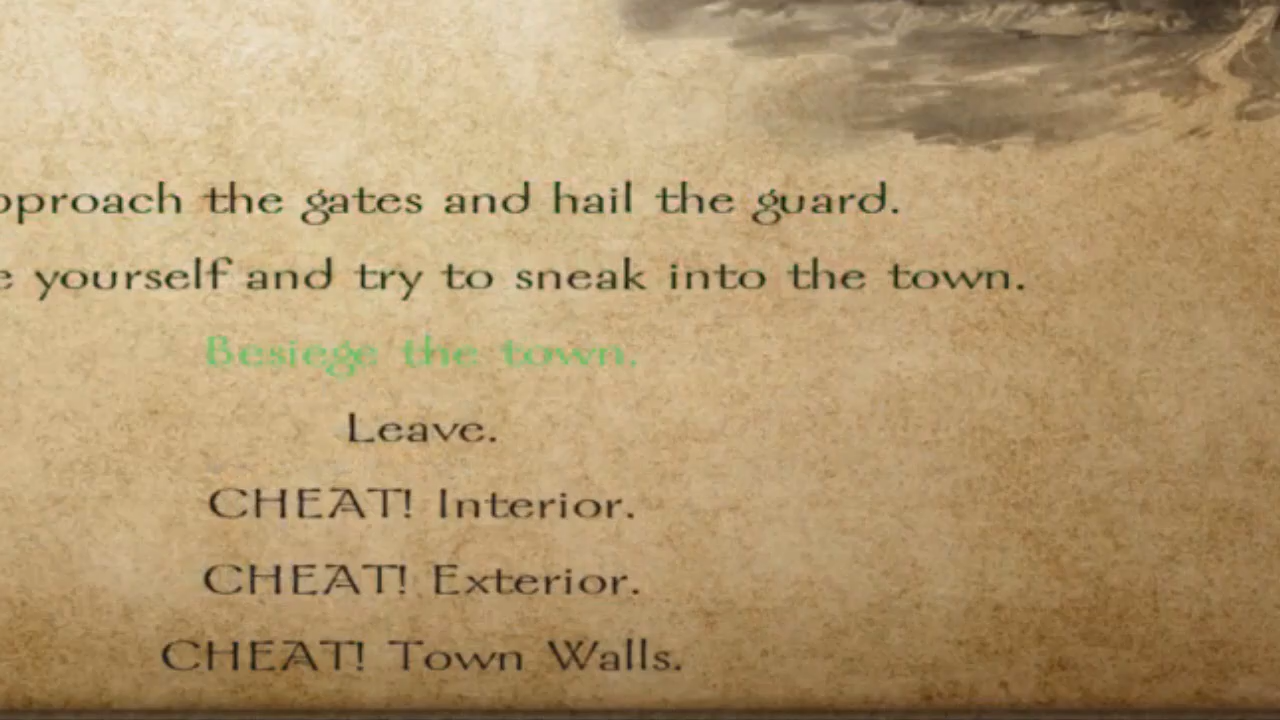 pproach the gates and hail the guard.
e yourself and try to sneak into the town.
Besiege the town.
Leave.
CHEAT! Interior.
CHEAT! Exterior.
CHEAT! Town Walls.